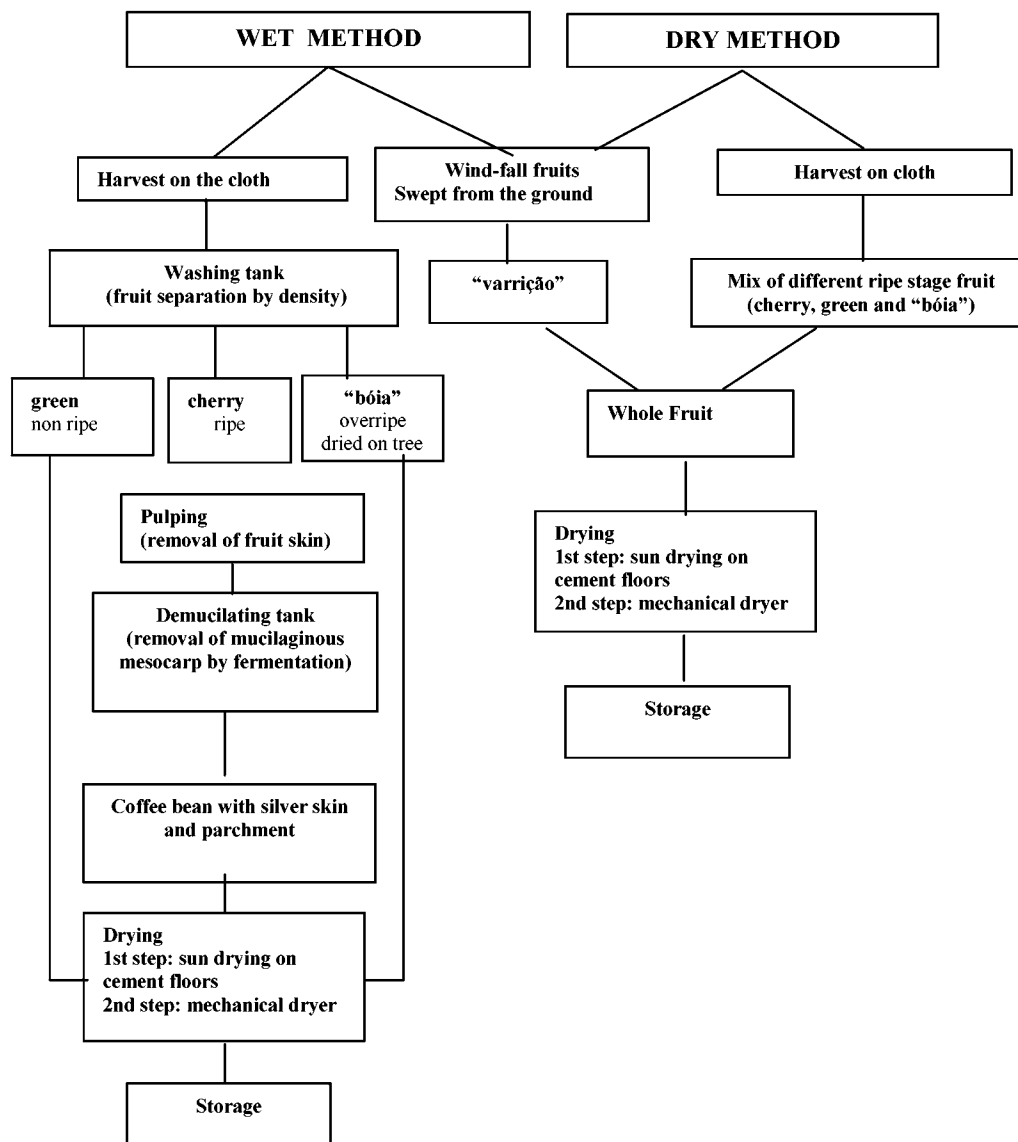 WET METHOD
DRY METHOD
Harvest on the cloth
Wind-fall fruits
Swept from the ground
Harvest on cloth
Washing tank
(fruit separation by density)
“varrição”
Mix of different ripe stage fruit
(cherry, green and “bóia”)
green
non ripe
cherry
ripe
“bóia”
overripe
dried on tree
Whole Fruit
Pulping
(removal of fruit skin)
Drying
1st step: sun drying on
cement floors
2nd step: mechanical dryer
Demucilating tank
(removal of mucilaginous
mesocarp by fermentation)
Storage
Coffee bean with silver skin
and parchment
Drying
1st step: sun drying on
cement floors
2nd step: mechanical dryer
Storage